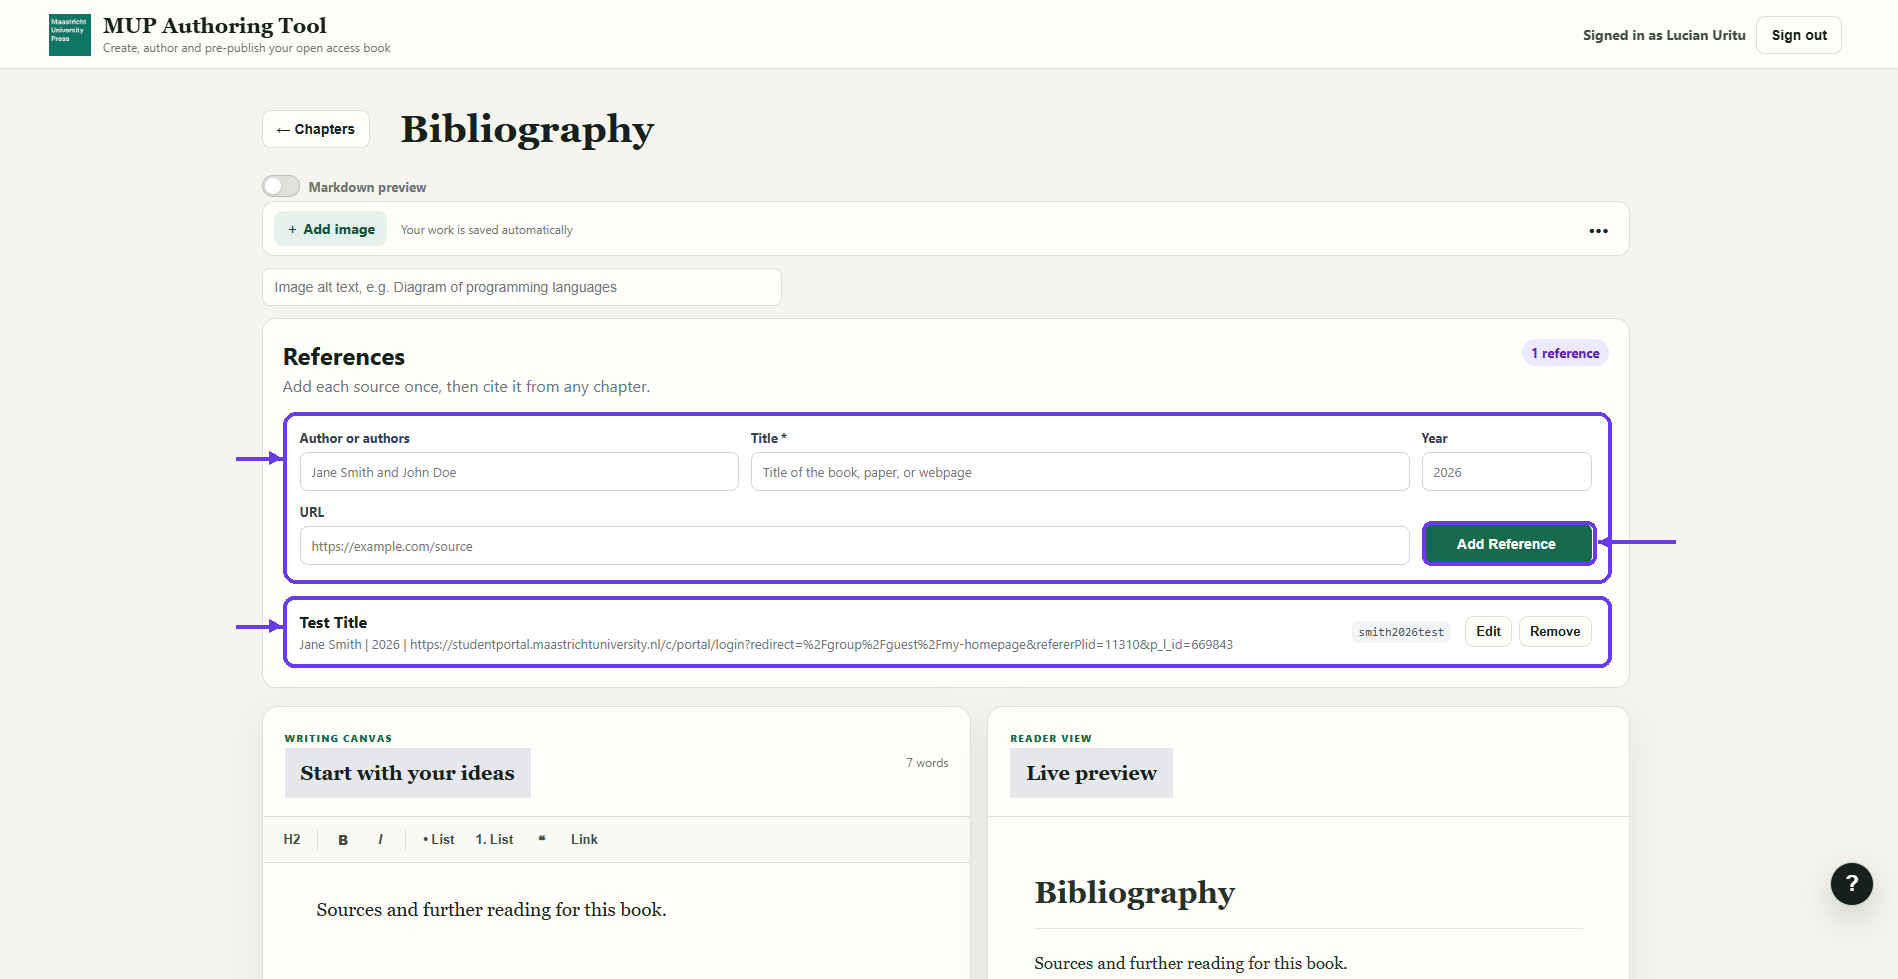 Maastricht
University
Press
MUP Authoring Tool
Create, author and pre-publish your open access book
Signed in as Lucian Uritu
Sign out
← Chapters
Bibliography
Markdown preview
+ Add image
Your work is saved automatically
•••
Image alt text, e.g. Diagram of programming languages
References
1 reference
Add each source once, then cite it from any chapter.
Author or authors
Title *
Year
Jane Smith and John Doe
Title of the book, paper, or webpage
2026
URL
https://example.com/source
Add Reference
Test Title
Jane Smith | 2026 | https://studentportal.maastrichtuniversity.nl/c/portal/login?redirect=%2Fgroup%2Fguest%2Fmy-homepage&refererPlid=11310&p_l_id=669843
smith2026test
Edit
Remove
WRITING CANVAS
Start with your ideas
7 words
H2
B
I
• List
1. List
❝
Link
Sources and further reading for this book.
READER VIEW
Live preview
Bibliography
Sources and further reading for this book.
?